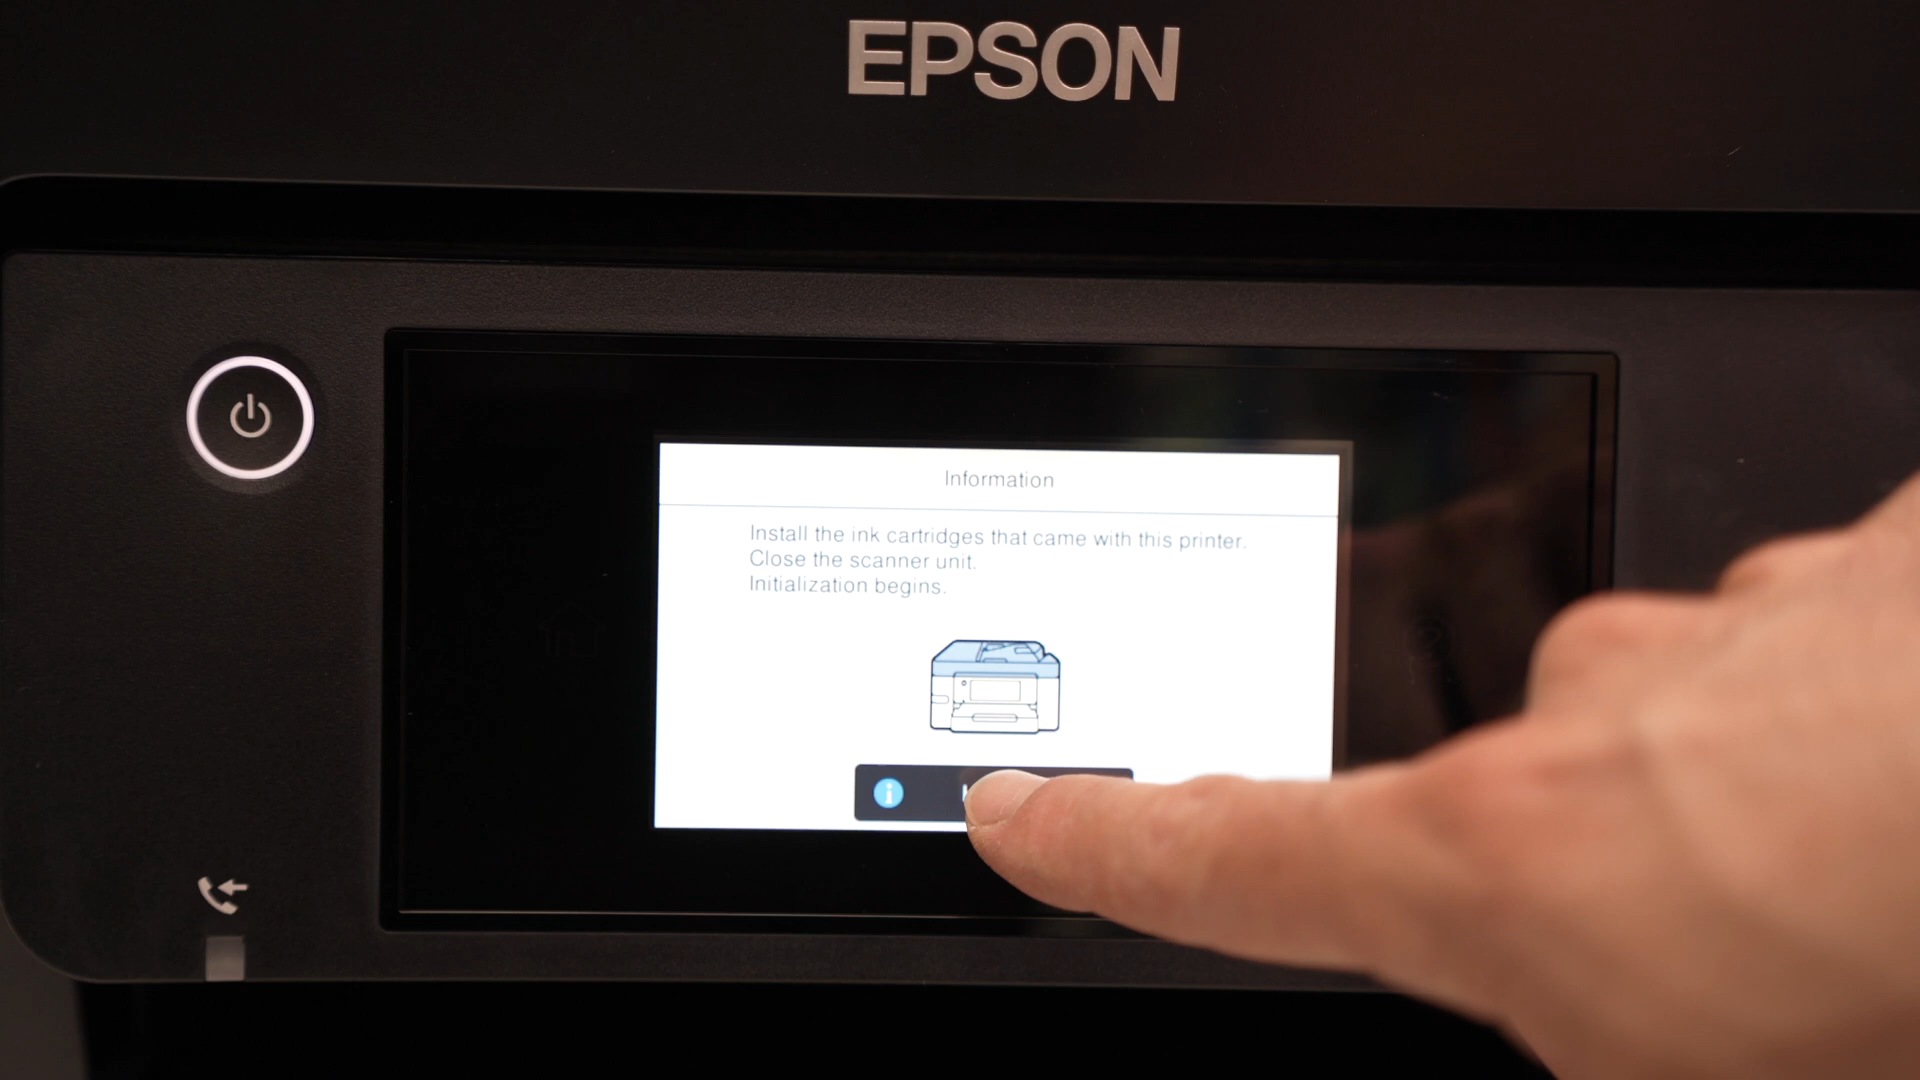 EPSON
Information
Install the ink cartridges that came with this printer.
Close the scanner unit.
Initialization begins.